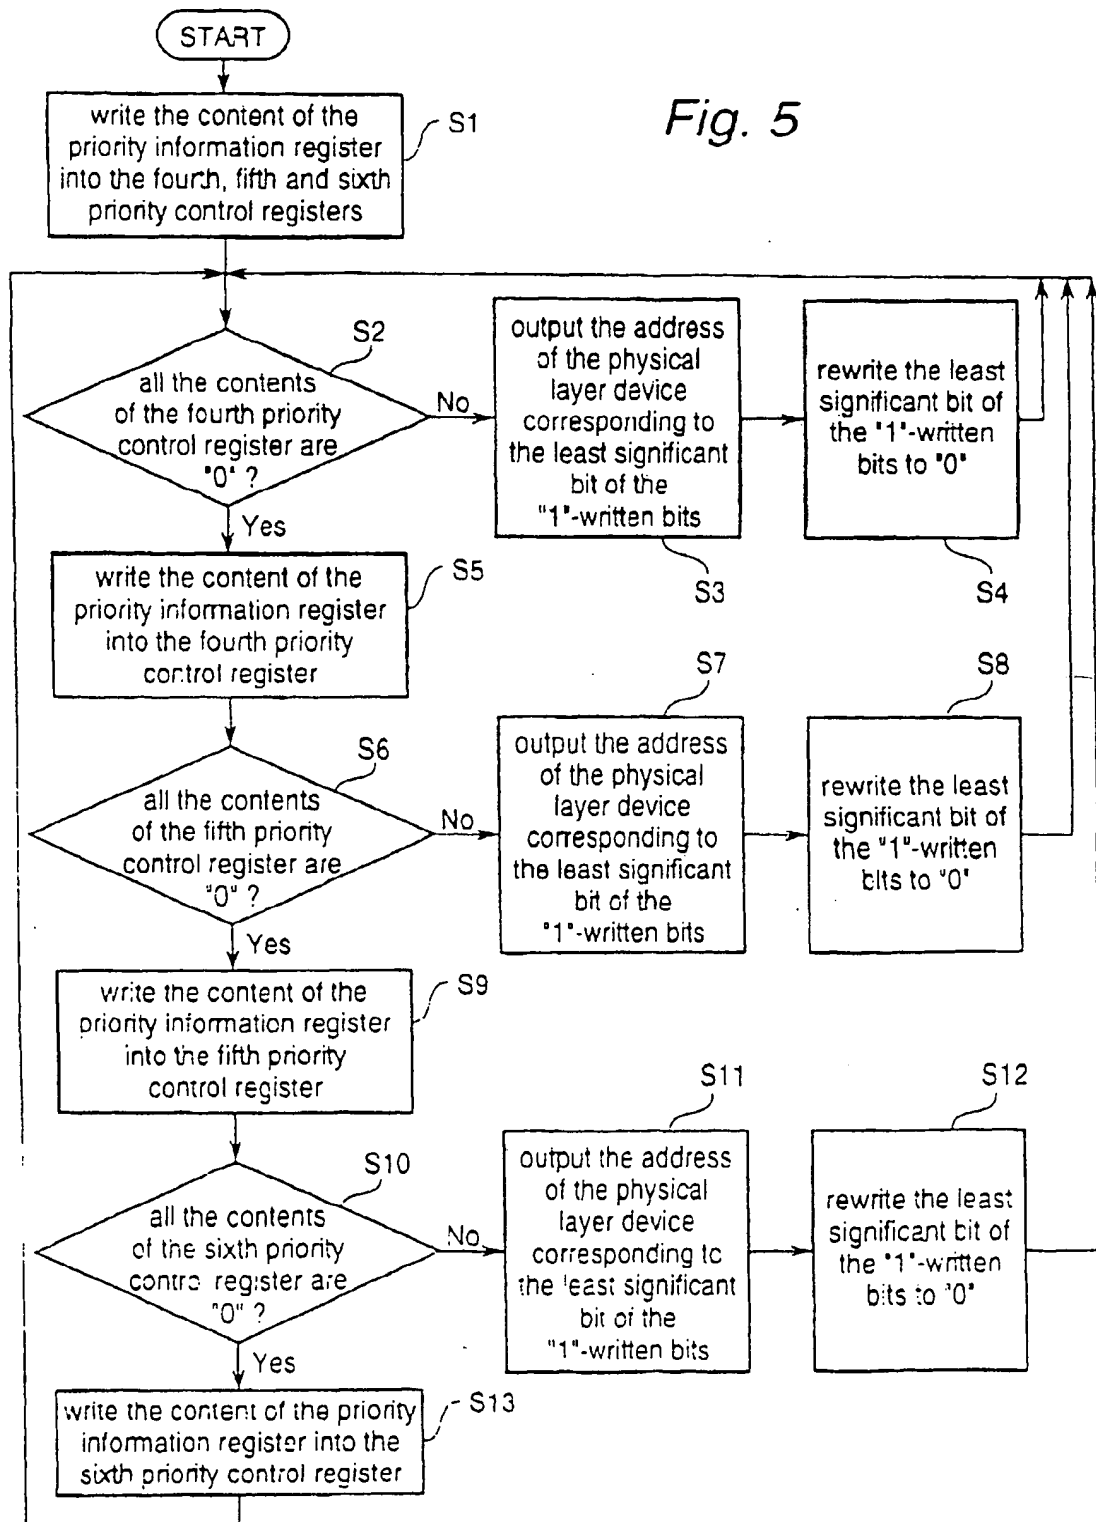 START
Fig. 5
write the content of the
priority information register
into the fourth, fifth and sixth
priority control registers
S1
S2
all the contents
of the fourth priority
control register are
"0" ?
No
output the address
of the physical
layer device
corresponding to
the least significant
bit of the
"1"-written bits
S3
rewrite the least
significant bit of
the "1"-written
bits to "0"
S4
Yes
write the content of the
priority information register
into the fourth priority
control register
S5
S6
all the contents
of the fifth priority
control register are
"0" ?
No
S7
output the address
of the physical
layer device
corresponding to
the least significant
bit of the
"1"-written bits
S8
rewrite the least
significant bit of
the "1"-written
bits to "0"
Yes
write the content of the
priority information register
into the fifth priority
control register
S9
S10
all the contents
of the sixth priority
control register are
"0" ?
No
S11
output the address
of the physical
layer device
corresponding to
the least significant
bit of the
"1"-written bits
S12
rewrite the least
significant bit of
the "1"-written
bits to "0"
Yes
write the content of the priority
information register into the
sixth priority control register
S13